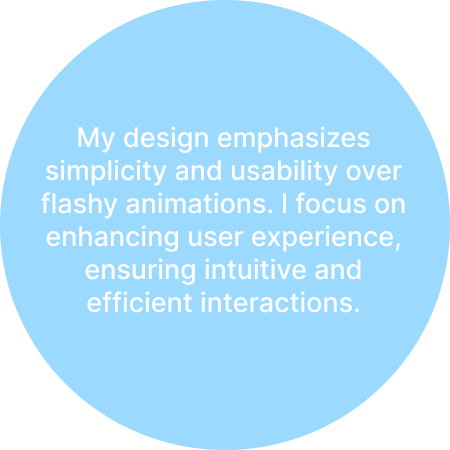 My design emphasizes
simplicity and usability over
flashy animations. I focus on
enhancing user experience,
ensuring intuitive and
efficient interactions.